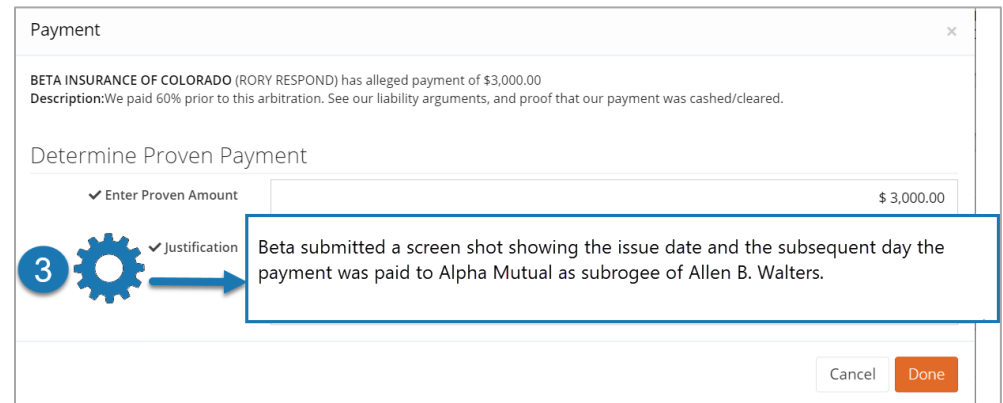 Payment ×
BETA INSURANCE OF COLORADO (RORY RESPOND) has alleged payment of $3,000.00
Description:We paid 60% prior to this arbitration. See our liability arguments, and proof that our payment was cashed/cleared.
Determine Proven Payment
✔ Enter Proven Amount $ 3,000.00
3 ✔ Justification
Beta submitted a screen shot showing the issue date and the subsequent day the
payment was paid to Alpha Mutual as subrogee of Allen B. Walters.
Cancel Done